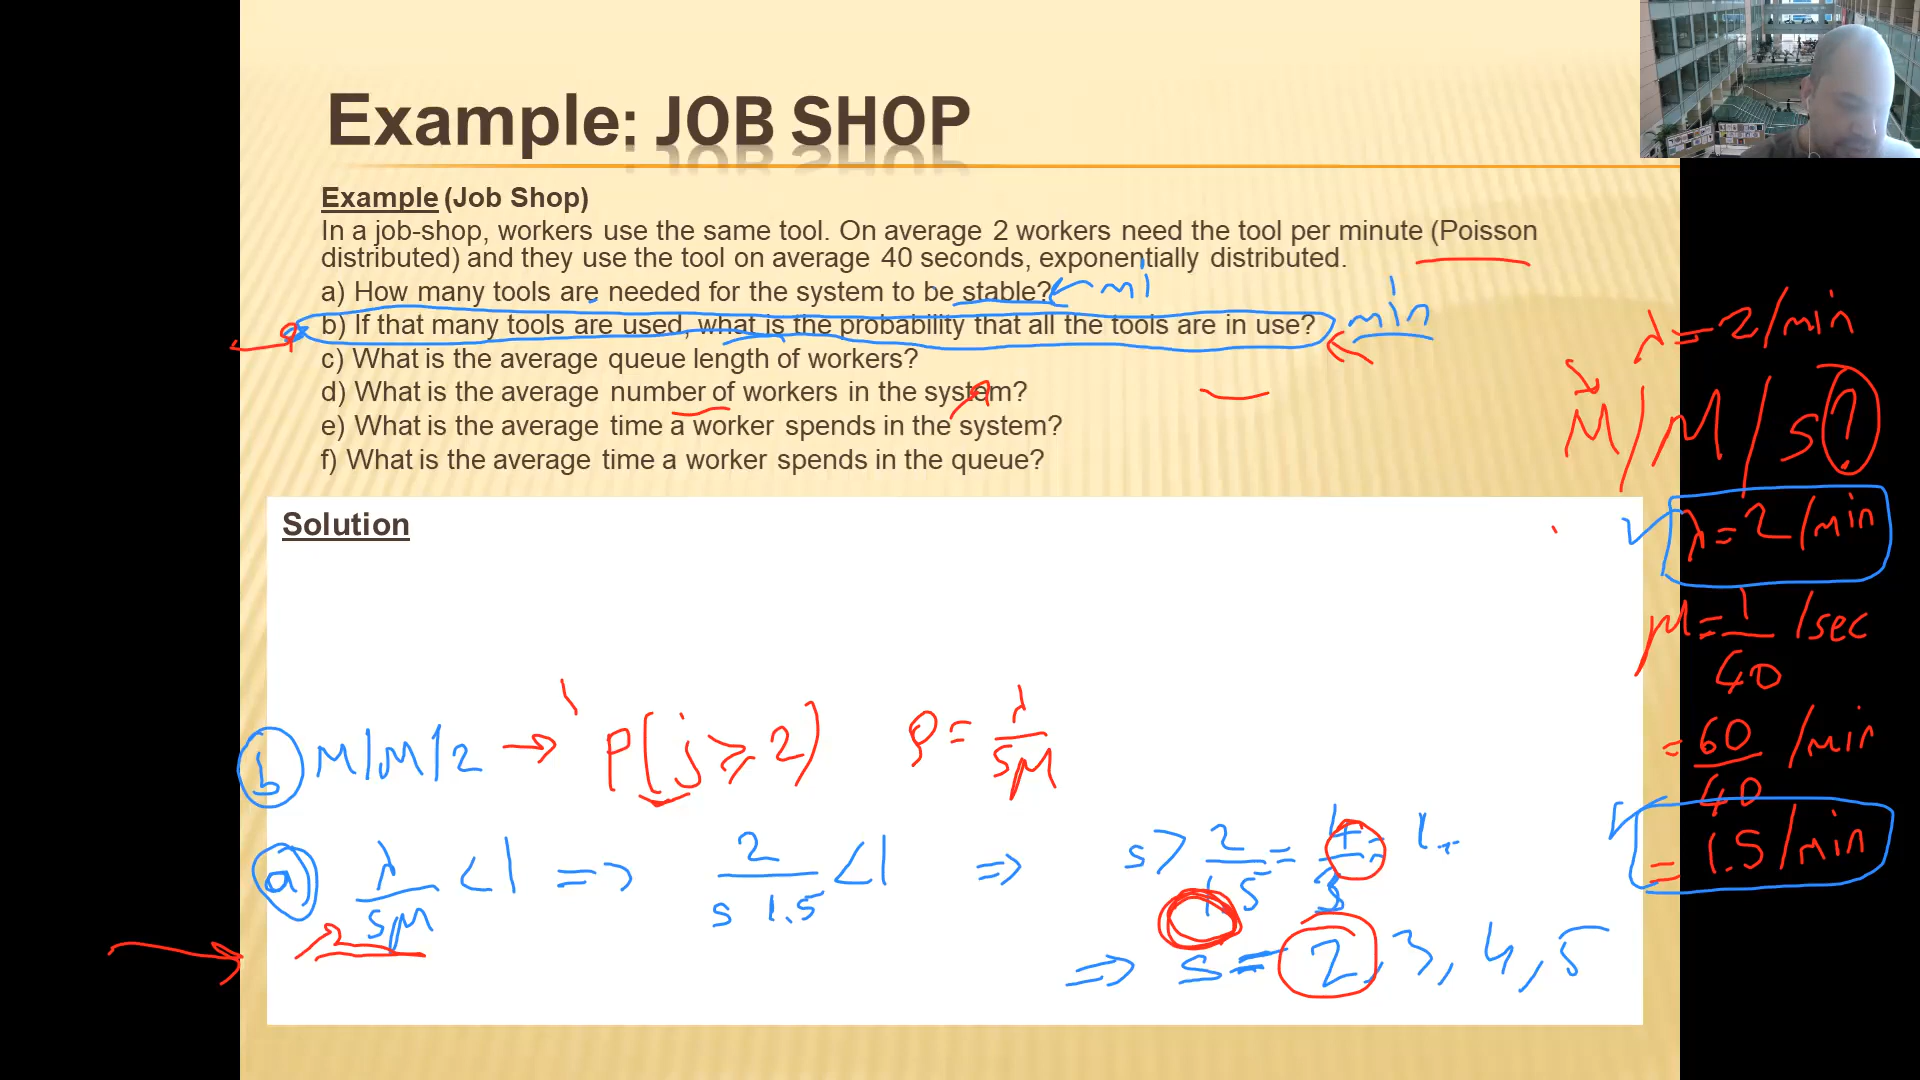 Example: JOB SHOP
Example (Job Shop)
In a job-shop, workers use the same tool. On average 2 workers need the tool per minute (Poisson
distributed) and they use the tool on average 40 seconds, exponentially distributed.
a) How many tools are needed for the system to be stable? ← mi
b) If that many tools are used, what is the probability that all the tools are in use? min
c) What is the average queue length of workers?
d) What is the average number of workers in the system?
e) What is the average time a worker spends in the system?
f) What is the average time a worker spends in the queue?
λ = 2/min
M/M/s?
λ = 2/min
μ = 1/40 /sec
= 60/40 /min
= 1.5/min
Solution
b M/M/2 → P(j ≥ 2) ρ = λ/sμ
a λ/sμ < 1 => 2/s 1.5 < 1 => s > 2/1.5 = 4/3 = 1.
=> s = 2, 3, 4, 5